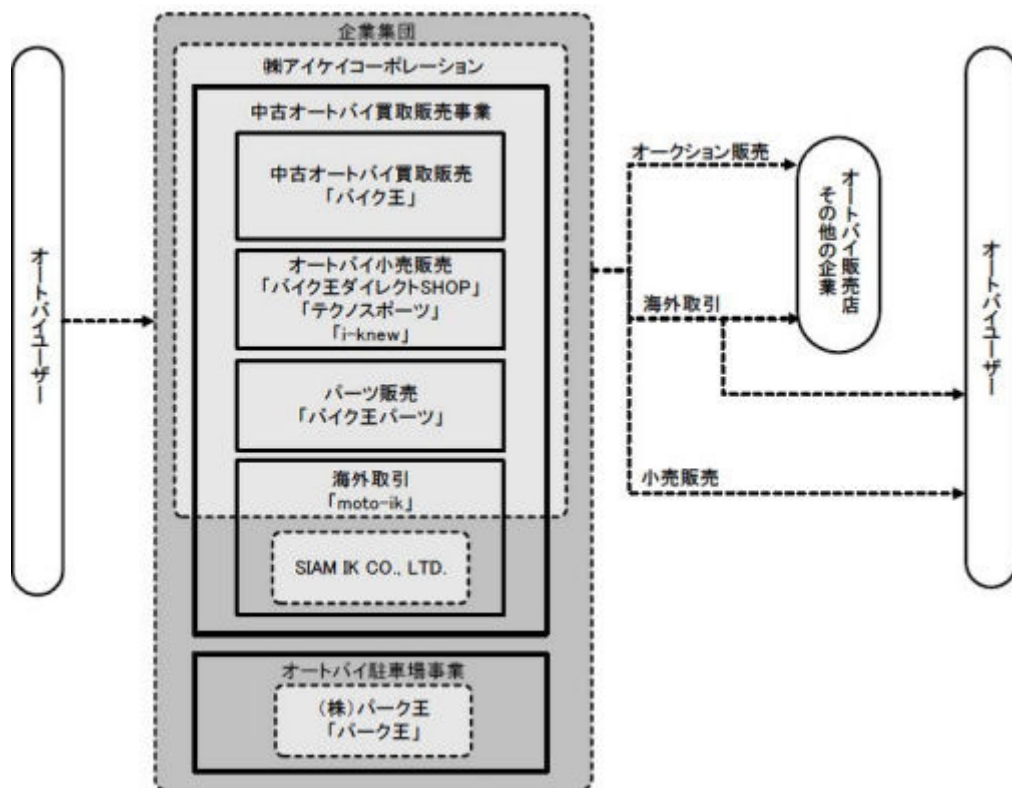 企業集団
㈱アイケイコーポレーション
中古オートバイ買取販売事業
中古オートバイ買取販売
「バイク王」
オートバイ小売販売
「バイク王ダイレクトSHOP」
「テクノスポーツ」
「i-knew」
パーツ販売
「バイク王パーツ」
海外取引
「moto-ik」
SIAM IK CO., LTD.
オートバイ駐車場事業
(株)パーク王
「パーク王」
オートバイユーザー
オークション販売
海外取引
小売販売
オートバイ販売店
その他の企業
オートバイユーザー